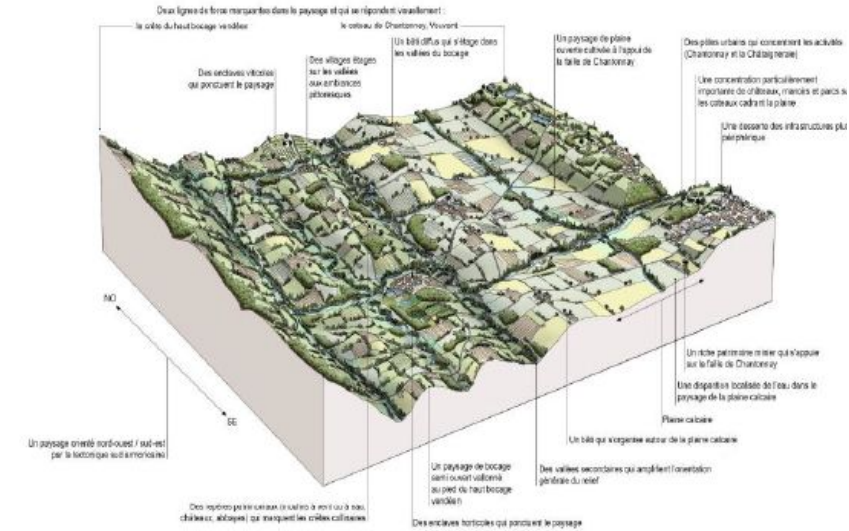 Deux lignes de force marquantes dans le paysage et qui se répondent visuellement :
la crête du haut bocage vendéen
le coteau de Chantonnay, Vouvant
Un bâti diffus qui s'étage dans
les vallées du bocage
Un paysage de plaine
ouverte cultivée à l'appui de
la faille de Chantonnay
Des pôles urbains qui concentrent les activités
(Chantonnay et la Châtaigneraie)
Des villages étagés
sur les vallées
aux ambiances
pittoresques
Des enclaves viticoles
qui ponctuent le paysage
Une concentration particulièrement
importante de châteaux, manoirs et parcs su
les coteaux cadrant la plaine
Une desserte des infrastructures plus
périphérique
NO
SE
Un paysage orienté nord-ouest / sud-est
par la tectonique sud armoricaine
Un riche patrimoine minier qui s'appuie
sur la faille de Chantonnay
Une disparition localisée de l'eau dans le
paysage de la plaine calcaire
Plaine calcaire
Un bâti qui s'organise autour de la plaine calcaire
Un paysage de bocage
semi ouvert vallonné
au pied du haut bocage
vendéen
Des vallées secondaires qui amplifient l'orientation
générale du relief
Des repères patrimoniaux (moulins à vent ou à eau,
châteaux, abbayes) qui marquent les crêtes collinaires
Des enclaves horticoles qui ponctuent le paysage